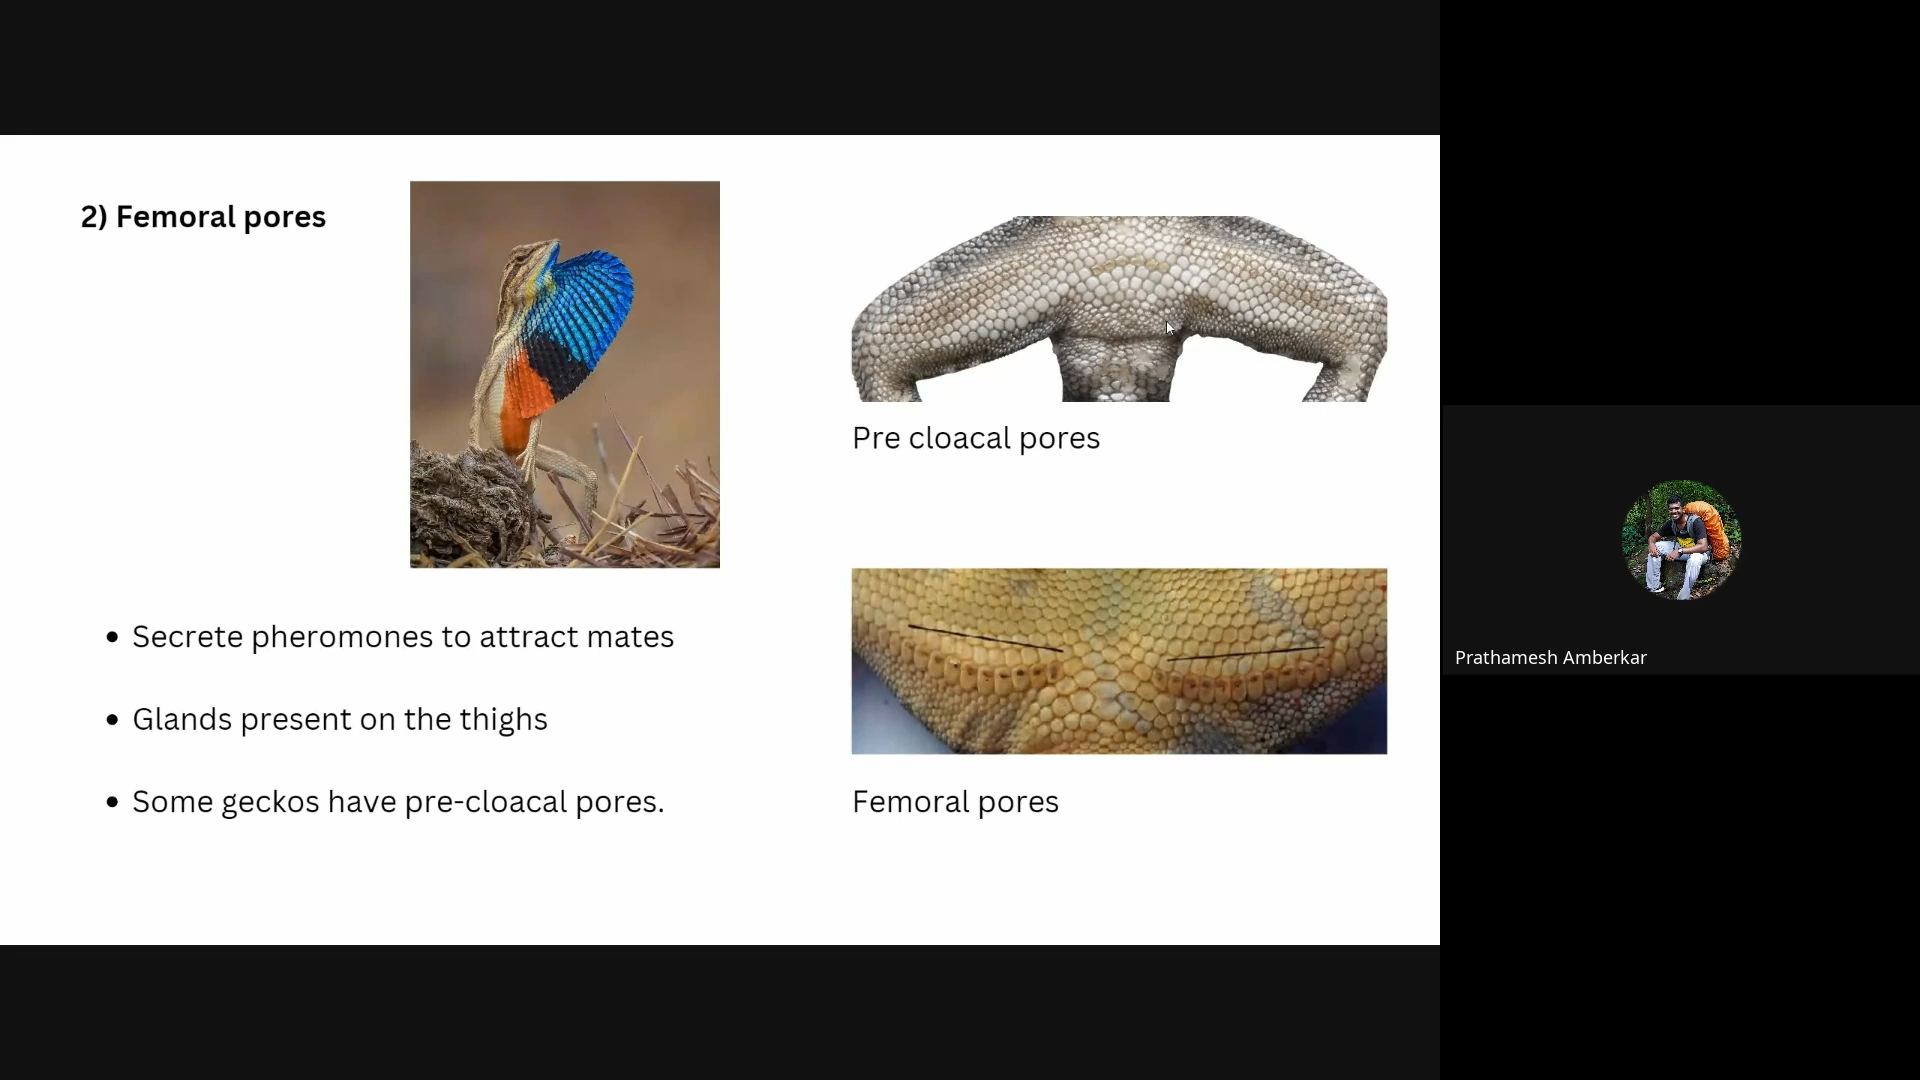 2) Femoral pores
Pre cloacal pores
Secrete pheromones to attract mates
Glands present on the thighs
Some geckos have pre-cloacal pores.
Femoral pores
Prathamesh Amberkar